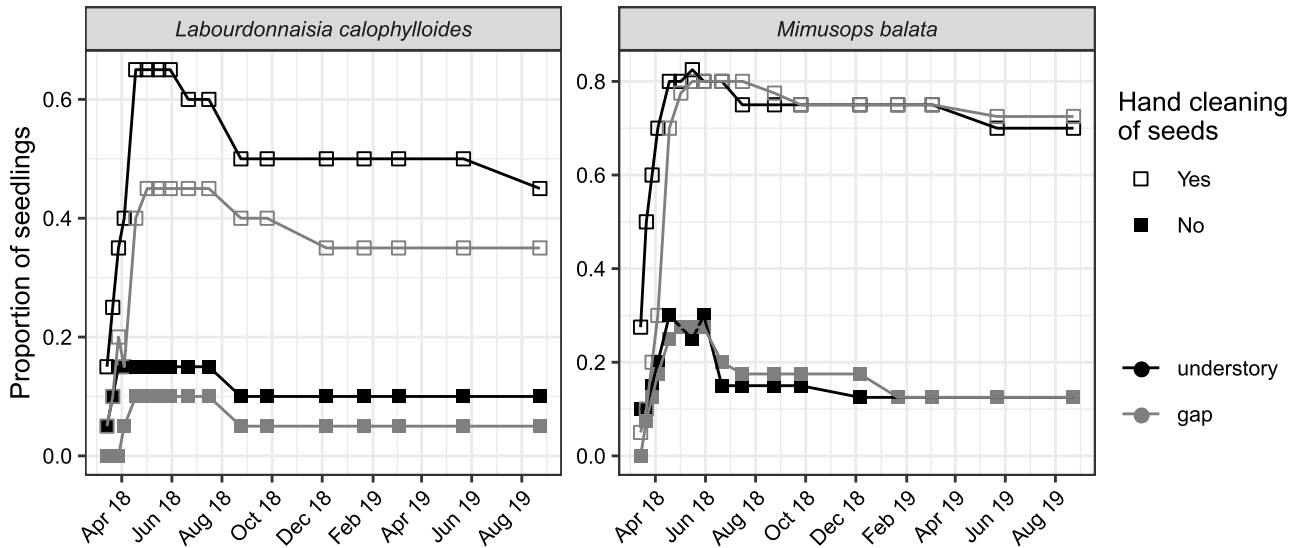 Labourdonnaisia calophylloides
Mimusops balata
Proportion of seedlings
0.6
0.4
0.2
0.0
Apr 18
Jun 18
Aug 18
Oct 18
Dec 18
Feb 19
Apr 19
Jun 19
Aug 19
0.8
0.6
0.4
0.2
0.0
Apr 18
Jun 18
Aug 18
Oct 18
Dec 18
Feb 19
Apr 19
Jun 19
Aug 19
Hand cleaning
of seeds
Yes
No
understory
gap